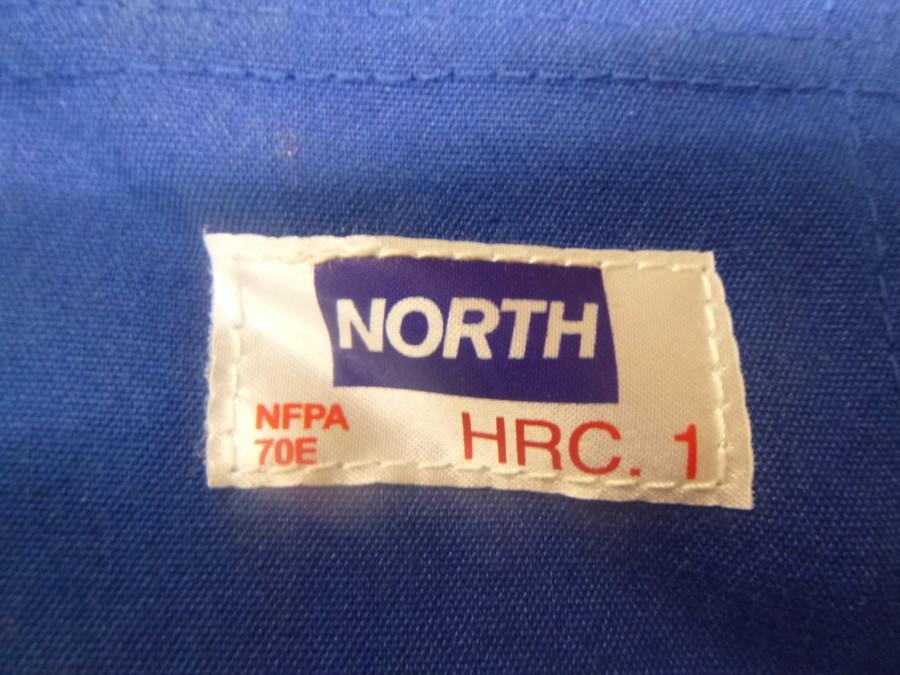 NORTH
NFPA
70E
HRC. 1